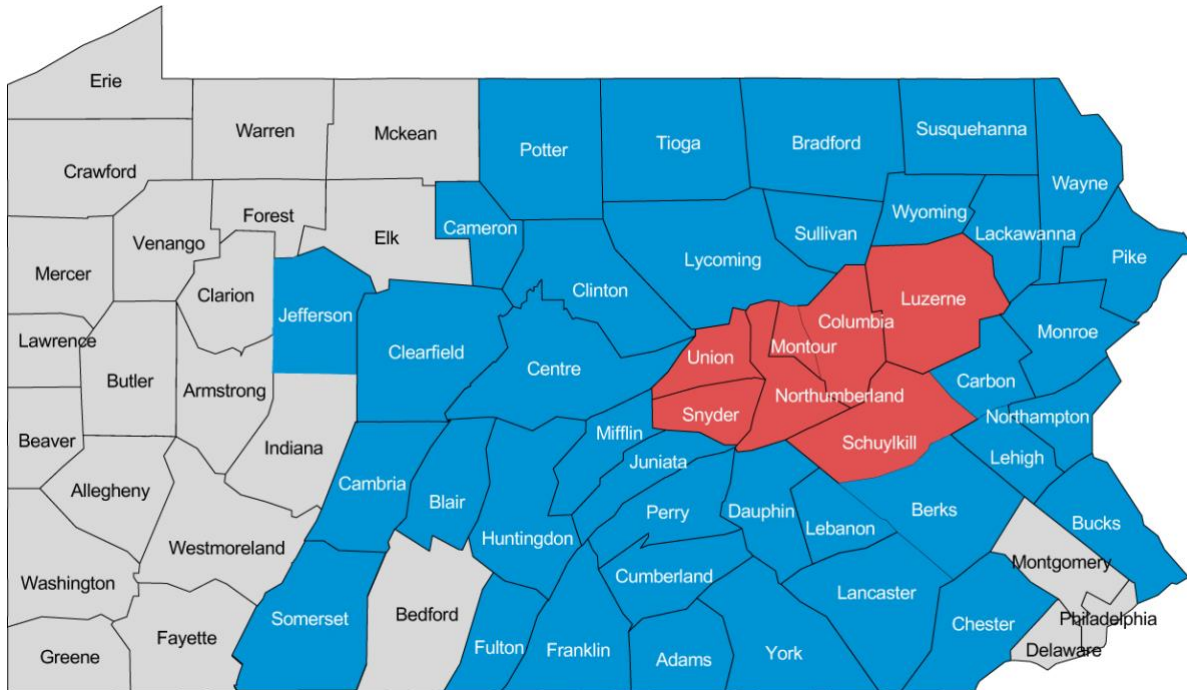 Erie
Warren
Mckean
Potter
Tioga
Bradford
Susquehanna
Crawford
Wayne
Forest
Cameron
Wyoming
Venango
Elk
Sullivan
Lackawanna
Mercer
Lycoming
Pike
Clarion
Clinton
Luzerne
Jefferson
Columbia
Monroe
Lawrence
Montour
Clearfield
Union
Centre
Butler
Carbon
Armstrong
Northumberland
Snyder
Northampton
Mifflin
Beaver
Indiana
Schuylkill
Juniata
Lehigh
Cambria
Allegheny
Blair
Perry
Dauphin
Berks
Bucks
Lebanon
Huntingdon
Westmoreland
Montgomery
Cumberland
Washington
Lancaster
Bedford
Somerset
Philadelphia
Chester
Fayette
Fulton
Franklin
Delaware
Greene
Adams
York